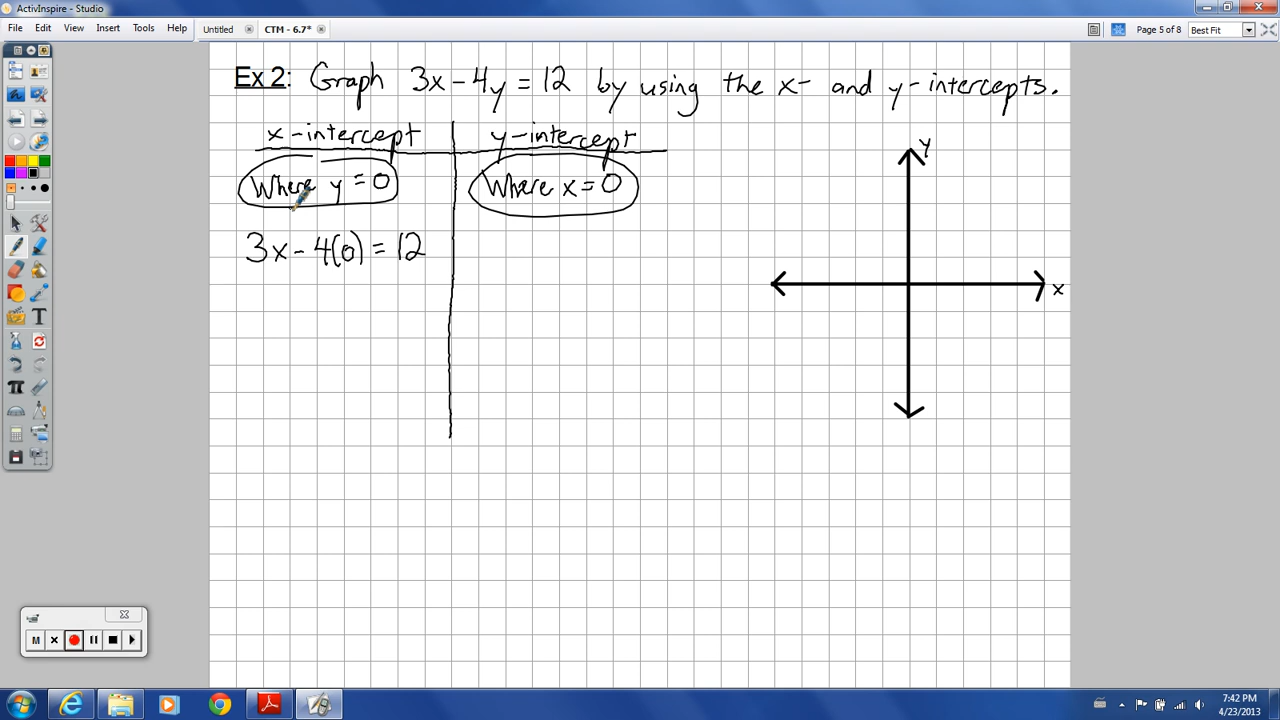 ActivInspire - Studio
File Edit View Insert Tools Help
Untitled
CTM - 6.7*
Page 5 of 8
Best Fit
Ex 2: Graph 3x - 4y = 12 by using the x- and y-intercepts.
x-intercept
y-intercept
Where y = 0
Where x = 0
3x - 4(0) = 12
y
x
T
M
7:42 PM
4/23/2013